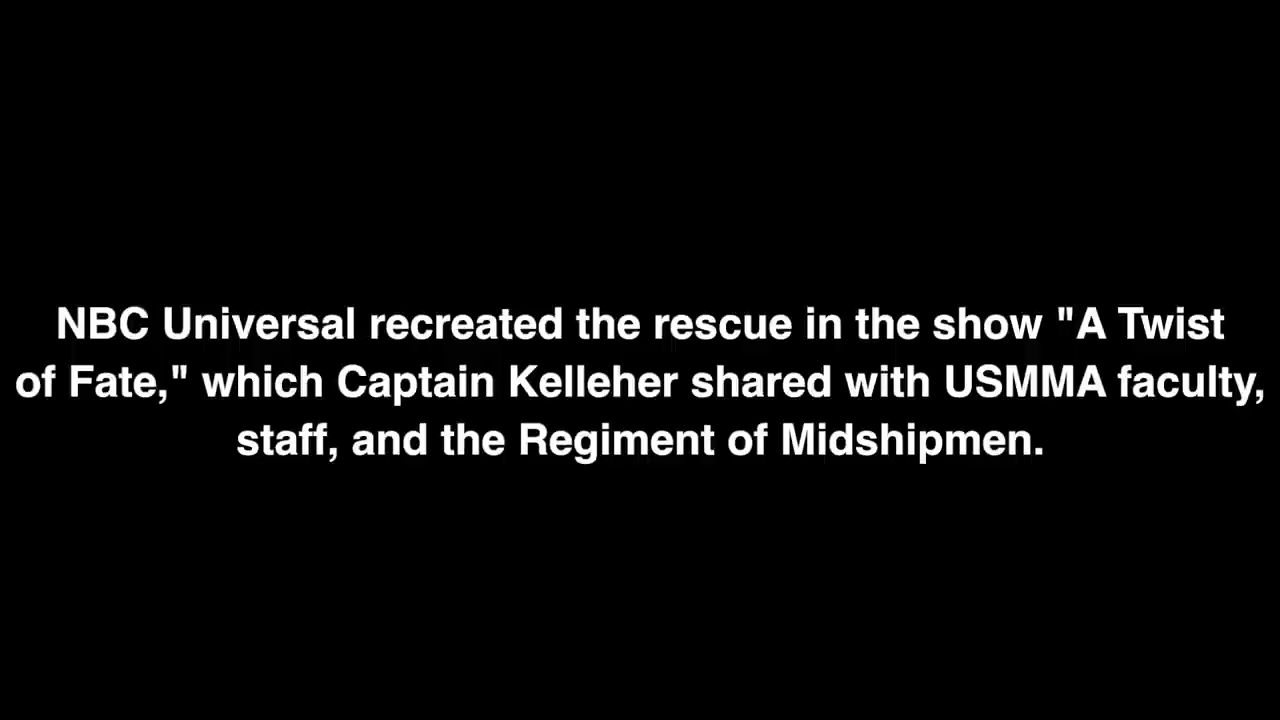 NBC Universal recreated the rescue in the show "A Twist
of Fate," which Captain Kelleher shared with USMMA faculty,
staff, and the Regiment of Midshipmen.